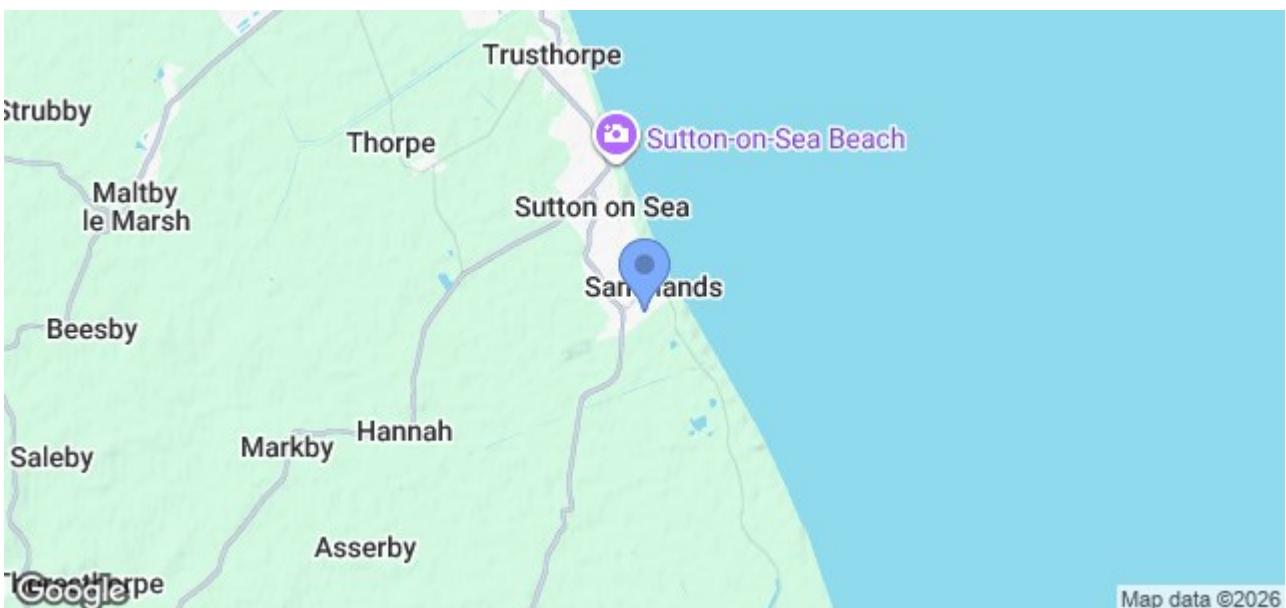 Trusthorpe
Strubby
Thorpe
Sutton-on-Sea Beach
Maltby
le Marsh
Sutton on Sea
Beesby
Hannah
Markby
Saleby
Asserby
Google
Map data ©2026